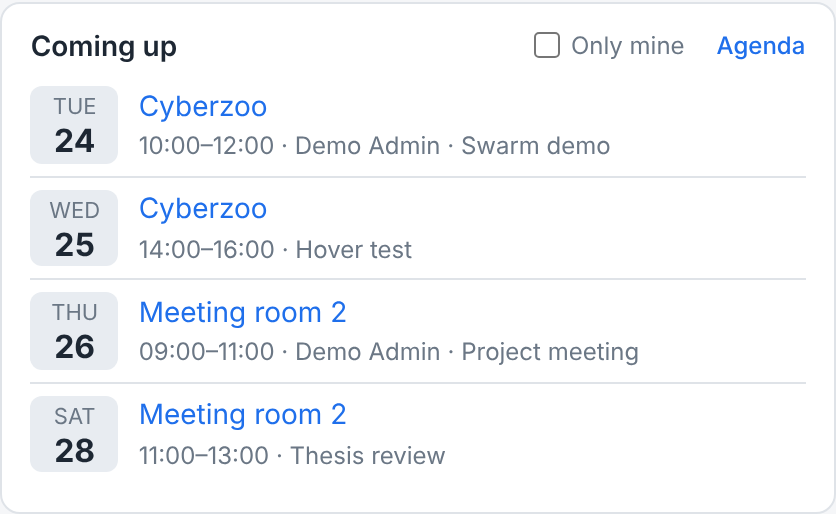 Coming up
Only mine
Agenda
TUE
24
Cyberzoo
10:00–12:00 · Demo Admin · Swarm demo
WED
25
Cyberzoo
14:00–16:00 · Hover test
THU
26
Meeting room 2
09:00–11:00 · Demo Admin · Project meeting
SAT
28
Meeting room 2
11:00–13:00 · Thesis review